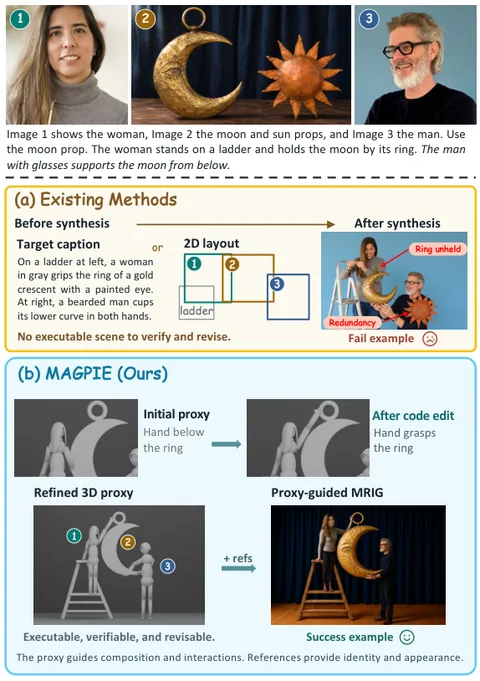 1
2
3
Image 1 shows the woman, Image 2 the moon and sun props, and Image 3 the man. Use
the moon prop. The woman stands on a ladder and holds the moon by its ring. The man
with glasses supports the moon from below.
(a) Existing Methods
Before synthesis
After synthesis
Target caption
or
2D layout
On a ladder at left, a woman
in gray grips the ring of a gold
crescent with a painted eye.
At right, a bearded man cups
its lower curve in both hands.
1
2
3
ladder
Ring unheld
Redundancy
No executable scene to verify and revise.
Fail example
(b) MAGPIE (Ours)
Initial proxy
Hand below
the ring
After code edit
Hand grasps
the ring
Refined 3D proxy
Proxy-guided MRIG
1
2
3
+ refs
Executable, verifiable, and revisable.
Success example
The proxy guides composition and interactions. References provide identity and appearance.